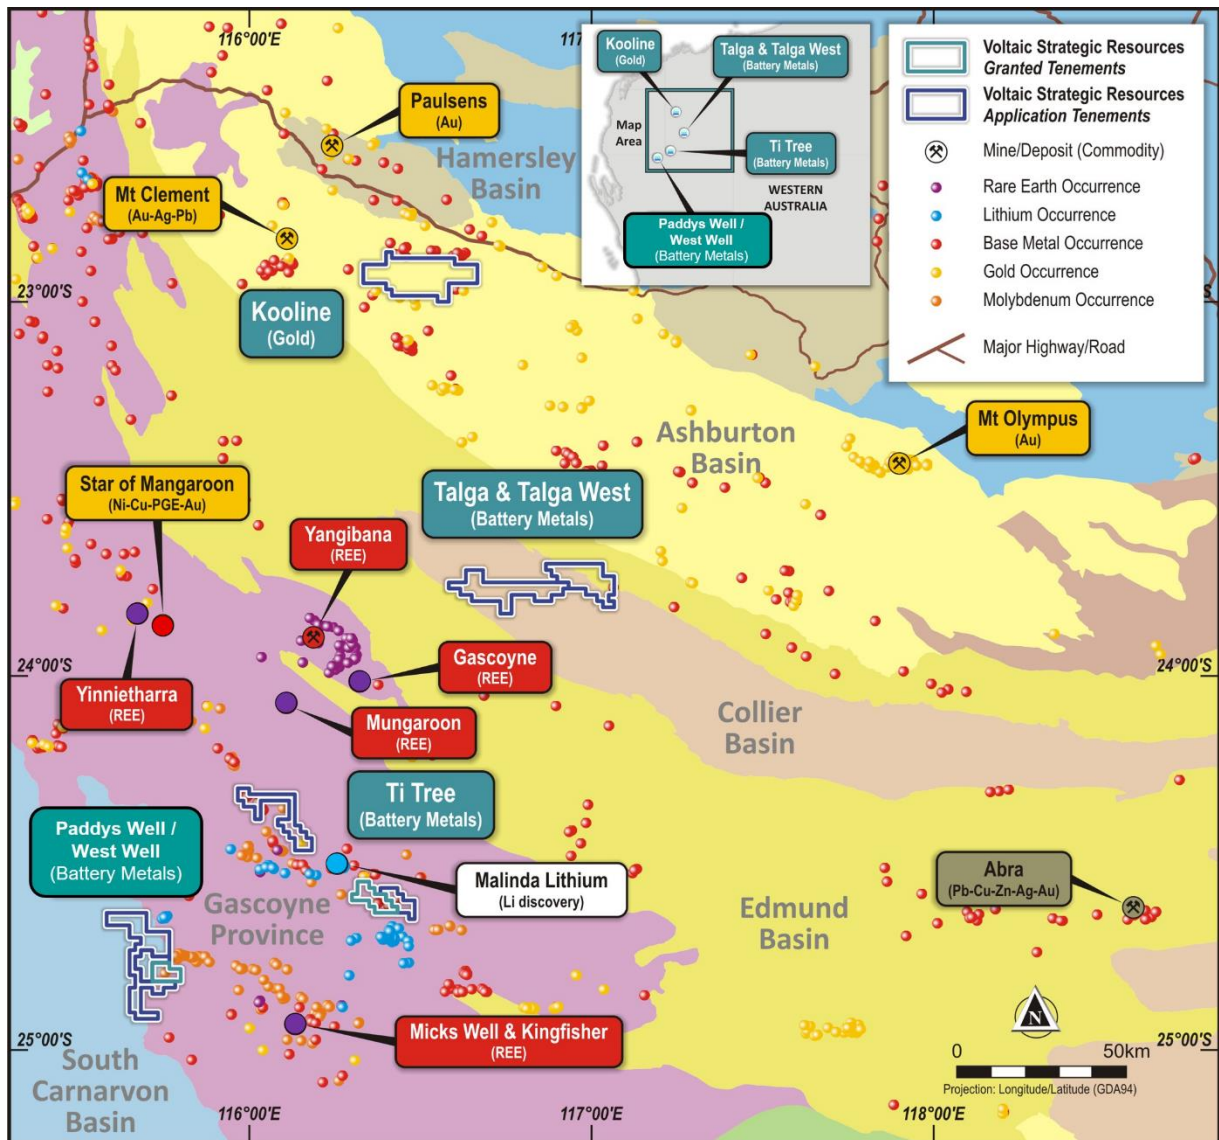 116°00'E
117
Paulsens
(Au)
Hamersley
Basin
Mt Clement
(Au-Ag-Pb)
Kooline
(Gold)
Talga & Talga West
(Battery Metals)
Map
Area
Ti Tree
(Battery Metals)
WESTERN
AUSTRALIA
Paddys Well /
West Well
(Battery Metals)
Voltaic Strategic Resources
Granted Tenements
Voltaic Strategic Resources
Application Tenements
Mine/Deposit (Commodity)
Rare Earth Occurrence
Lithium Occurrence
Base Metal Occurrence
Gold Occurrence
Molybdenum Occurrence
Major Highway/Road
23°00'S
S
Kooline
(Gold)
Ashburton
Basin
Mt Olympus
(Au)
Star of Mangaroon
(Ni-Cu-PGE-Au)
Talga & Talga West
(Battery Metals)
Yangibana
(REE)
24°00'S
24°00'S
Gascoyne
(REE)
Yinnietharra
(REE)
Mungaroon
(REE)
Collier
Basin
Ti Tree
(Battery Metals)
Paddys Well /
West Well
(Battery Metals)
Malinda Lithium
(Li discovery)
Abra
(Pb-Cu-Zn-Ag-Au)
Gascoyne
Province
Edmund
Basin
N
Micks Well & Kingfisher
(REE)
25°00'S
25°00'S
0 50km
Projection: Longitude/Latitude (GDA94)
South
Carnarvon
Basin
116°00'E
117°00'E
118°00'E